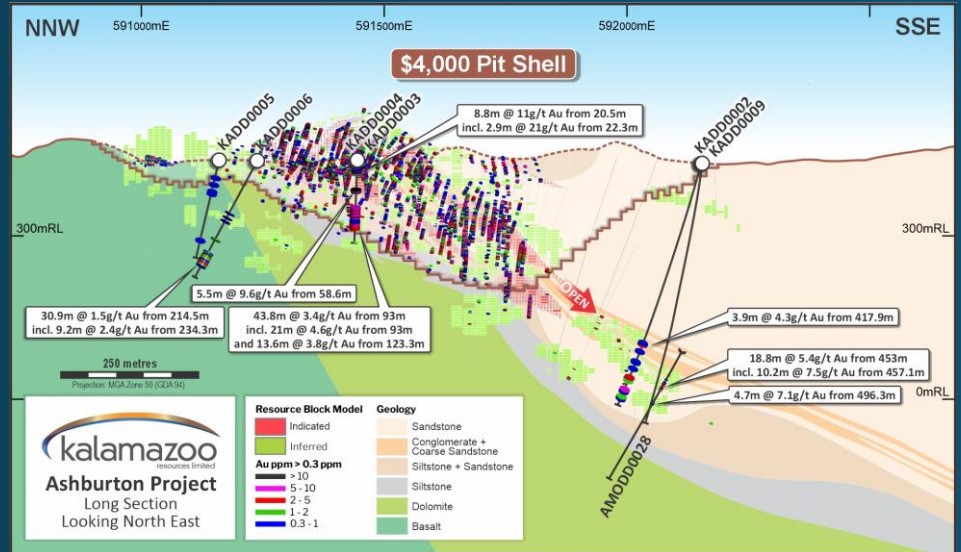 NNW
591000mE
591500mE
592000mE
SSE
$4,000 Pit Shell
KADD0005
KADD0006
KADD0004
KADD0003
KADD0002
KADD0009
8.8m @ 11g/t Au from 20.5m
incl. 2.9m @ 21g/t Au from 22.3m
300mRL
300mRL
OPEN
5.5m @ 9.6g/t Au from 58.6m
30.9m @ 1.5g/t Au from 214.5m
incl. 9.2m @ 2.4g/t Au from 234.3m
43.8m @ 3.4g/t Au from 93m
incl. 21m @ 4.6g/t Au from 93m
and 13.6m @ 3.8g/t Au from 123.3m
3.9m @ 4.3g/t Au from 417.9m
18.8m @ 5.4g/t Au from 453m
incl. 10.2m @ 7.5g/t Au from 457.1m
4.7m @ 7.1g/t Au from 496.3m
0mRL
AMODD0028
250 metres
Projection: MGA Zone 50 (GDA 94)
kalamazoo
resources limited
Ashburton Project
Long Section
Looking North East
Resource Block Model
Indicated
Inferred
Au ppm > 0.3 ppm
>10
5 - 10
2 - 5
1 - 2
0.3 - 1
Geology
Sandstone
Conglomerate +
Coarse Sandstone
Siltstone + Sandstone
Siltstone
Dolomite
Basalt